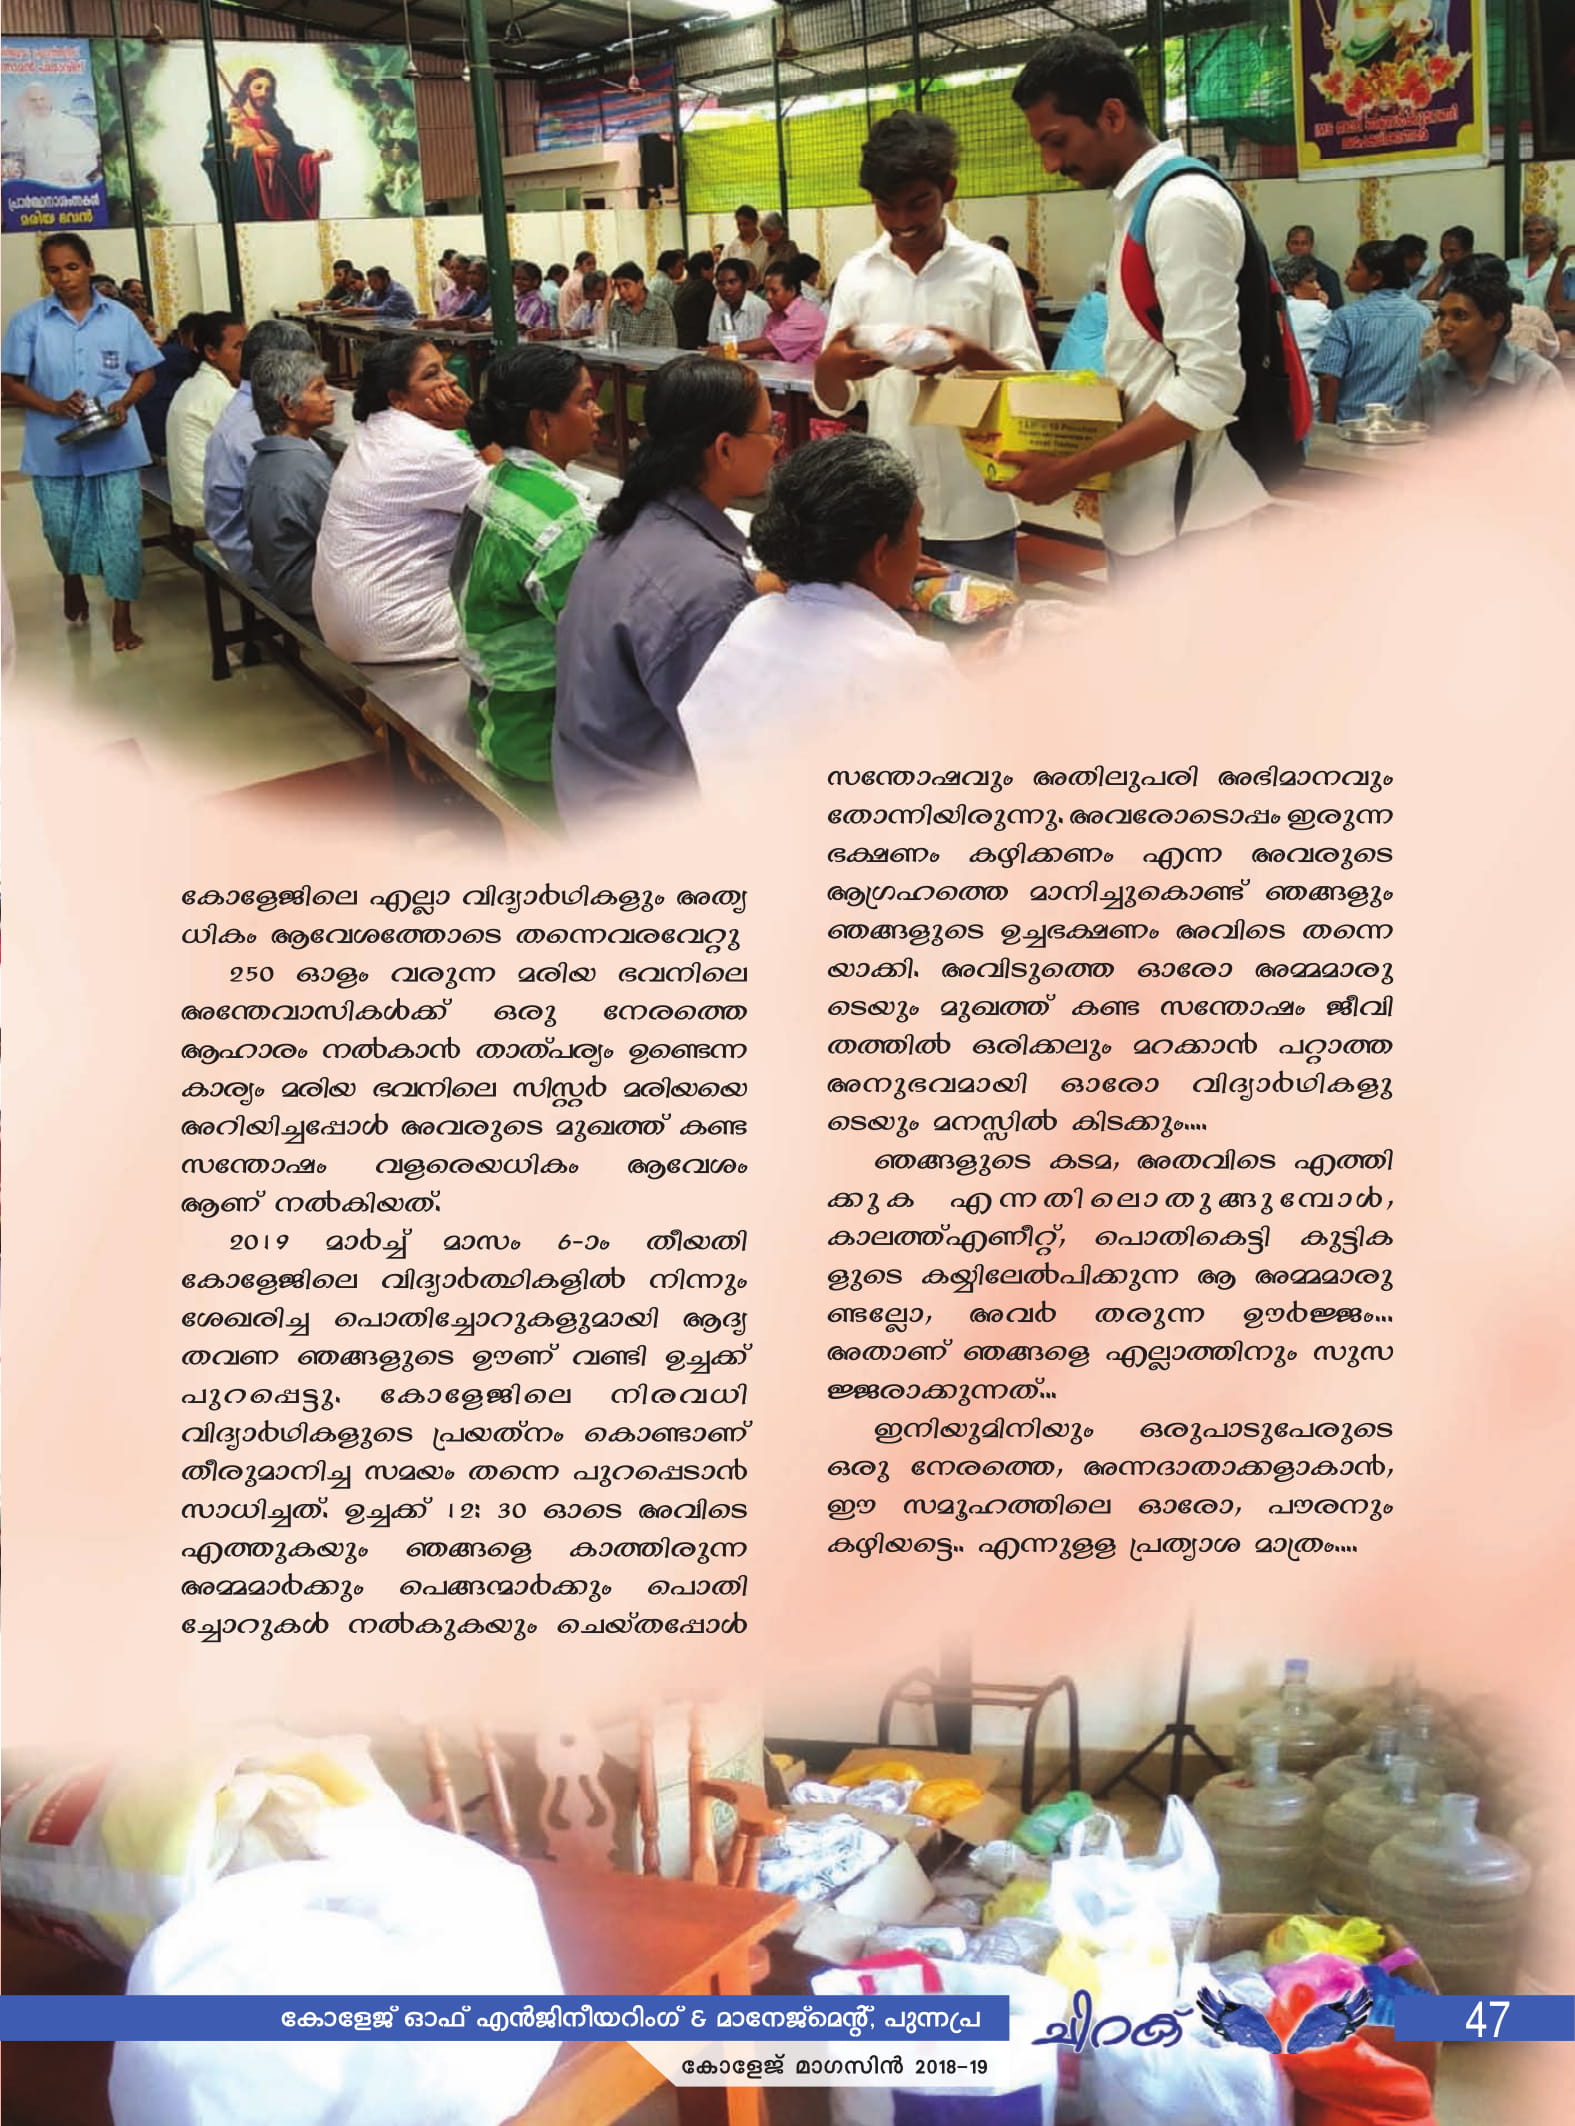 പ്രാർത്ഥനാശംസകൾ
മരിയ ഭവൻ
കോളേജിലെ എല്ലാ വിദ്യാർഥികളും അത്യ
ധികം ആവേശത്തോടെ തന്നെവരവേറ്റു
250 ഓളം വരുന്ന മരിയ ഭവനിലെ
അന്തേവാസികൾക്ക് ഒരു നേരത്തെ
ആഹാരം നൽകാൻ താത്പര്യം ഉണ്ടെന്ന
കാര്യം മരിയ ഭവനിലെ സിസ്റ്റർ മരിയയെ
അറിയിച്ചപ്പോൾ അവരുടെ മുഖത്ത് കണ്ട
സന്തോഷം വളരെയധികം ആവേശം
ആണ് നൽകിയത്.
2019 മാർച്ച് മാസം 6-ാം തീയതി
കോളേജിലെ വിദ്യാർത്ഥികളിൽ നിന്നും
ശേഖരിച്ച പൊതിച്ചോറുകളുമായി ആദ്യ
തവണ ഞങ്ങളുടെ ഊണ് വണ്ടി ഉച്ചക്ക്
പുറപ്പെട്ടു. കോളേജിലെ നിരവധി
വിദ്യാർഥികളുടെ പ്രയത്നം കൊണ്ടാണ്
തീരുമാനിച്ച സമയം തന്നെ പുറപ്പെടാൻ
സാധിച്ചത്. ഉച്ചക്ക് 12: 30 ഓടെ അവിടെ
എത്തുകയും ഞങ്ങളെ കാത്തിരുന്ന
അമ്മമാർക്കും പെങ്ങന്മാർക്കും പൊതി
ച്ചോറുകൾ നൽകുകയും ചെയ്തപ്പോൾ
സന്തോഷവും അതിലുപരി അഭിമാനവും
തോന്നിയിരുന്നു. അവരോടൊപ്പം ഇരുന്ന
ഭക്ഷണം കഴിക്കണം എന്ന അവരുടെ
ആഗ്രഹത്തെ മാനിച്ചുകൊണ്ട് ഞങ്ങളും
ഞങ്ങളുടെ ഉച്ചഭക്ഷണം അവിടെ തന്നെ
യാക്കി. അവിടുത്തെ ഓരോ അമ്മമാരു
ടെയും മുഖത്ത് കണ്ട സന്തോഷം ജീവി
തത്തിൽ ഒരിക്കലും മറക്കാൻ പറ്റാത്ത
അനുഭവമായി ഓരോ വിദ്യാർഥികളു
ടെയും മനസ്സിൽ കിടക്കും....
ഞങ്ങളുടെ കടമ, അതവിടെ എത്തി
ക്കുക എന്നതിലൊതുങ്ങുമ്പോൾ,
കാലത്ത്എണീറ്റ്, പൊതികെട്ടി കുട്ടിക
ളുടെ കയ്യിലേൽപിക്കുന്ന ആ അമ്മമാരു
ണ്ടല്ലോ, അവർ തരുന്ന ഊർജ്ജം...
അതാണ് ഞങ്ങളെ എല്ലാത്തിനും സുസ
ജ്ജരാക്കുന്നത്...
ഇനിയുമിനിയും ഒരുപാടുപേരുടെ
ഒരു നേരത്തെ, അന്നദാതാക്കളാകാൻ,
ഈ സമൂഹത്തിലെ ഓരോ, പൗരനും
കഴിയട്ടെ.. എന്നുളള പ്രത്യാശ മാത്രം....
കോളേജ് ഓഫ് എൻജിനീയറിംഗ് & മാനേജ്മെന്റ്, പുന്നപ്ര
ചിറക്
47
കോളേജ് മാഗസിൻ 2018-19